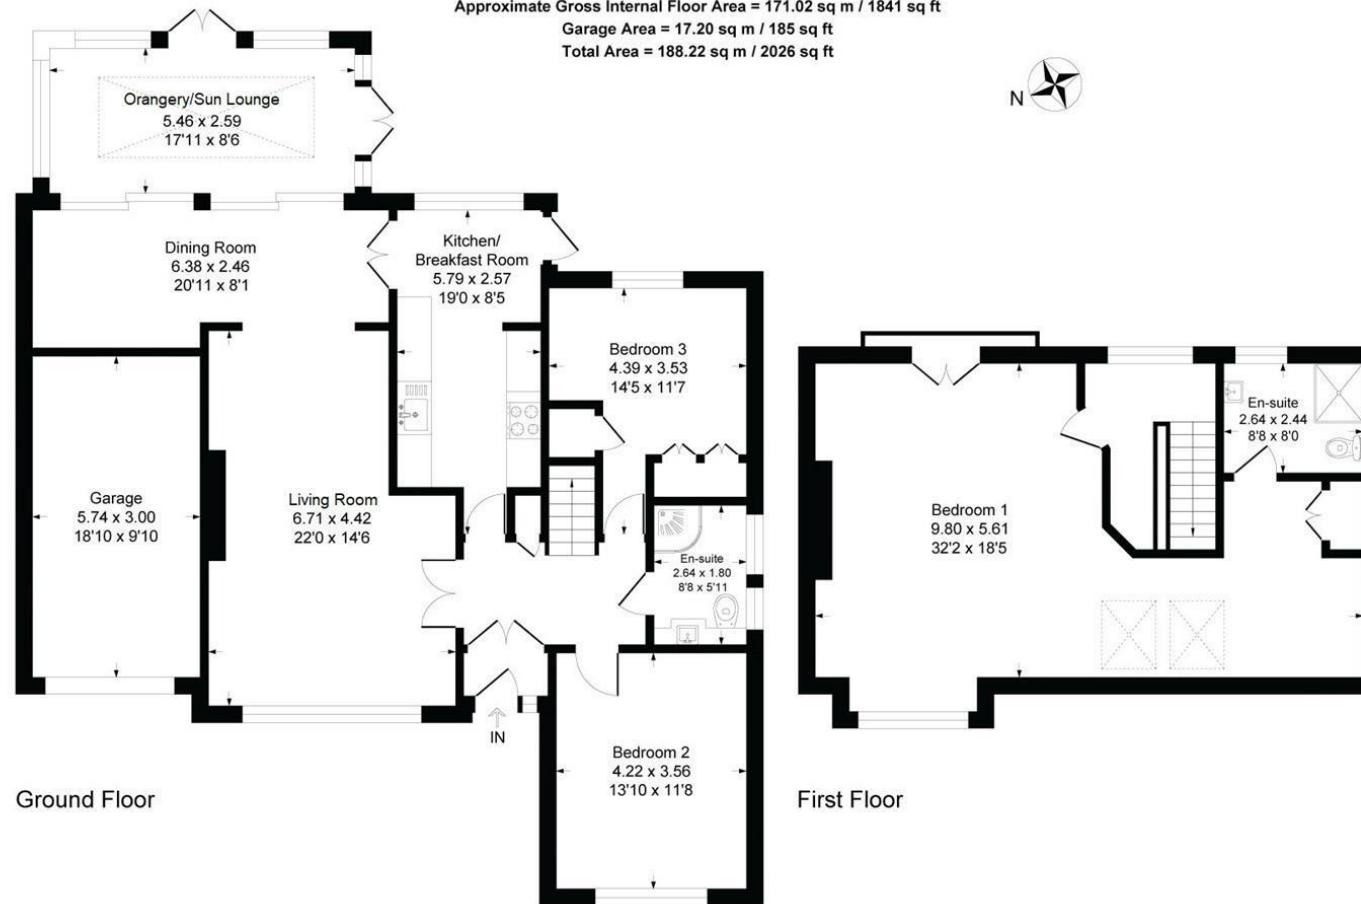 Approximate Gross Internal Floor Area = 171.02 sq m / 1841 sq ft
Garage Area = 17.20 sq m / 185 sq ft
Total Area = 188.22 sq m / 2026 sq ft
N
Orangery/Sun Lounge
5.46 x 2.59
17'11 x 8'6
Dining Room
6.38 x 2.46
20'11 x 8'1
Kitchen/
Breakfast Room
5.79 x 2.57
19'0 x 8'5
Bedroom 3
4.39 x 3.53
14'5 x 11'7
Garage
5.74 x 3.00
18'10 x 9'10
Living Room
6.71 x 4.42
22'0 x 14'6
En-suite
2.64 x 1.80
8'8 x 5'11
IN
Bedroom 2
4.22 x 3.56
13'10 x 11'8
Ground Floor
En-suite
2.64 x 2.44
8'8 x 8'0
Bedroom 1
9.80 x 5.61
32'2 x 18'5
First Floor